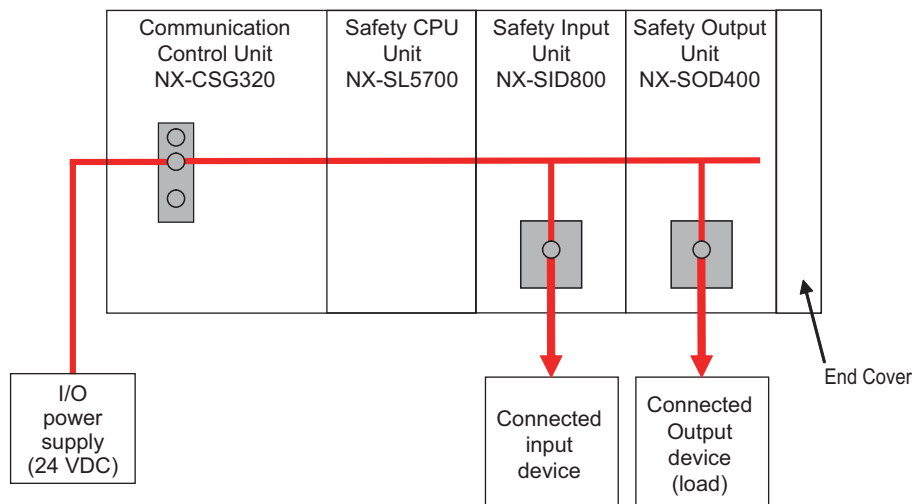 Communication
Control Unit
NX-CSG320
Safety CPU
Unit
NX-SL5700
Safety Input
Unit
NX-SID800
Safety Output
Unit
NX-SOD400
I/O
power
supply
(24 VDC)
Connected
input
device
Connected
Output
device
(load)
End Cover